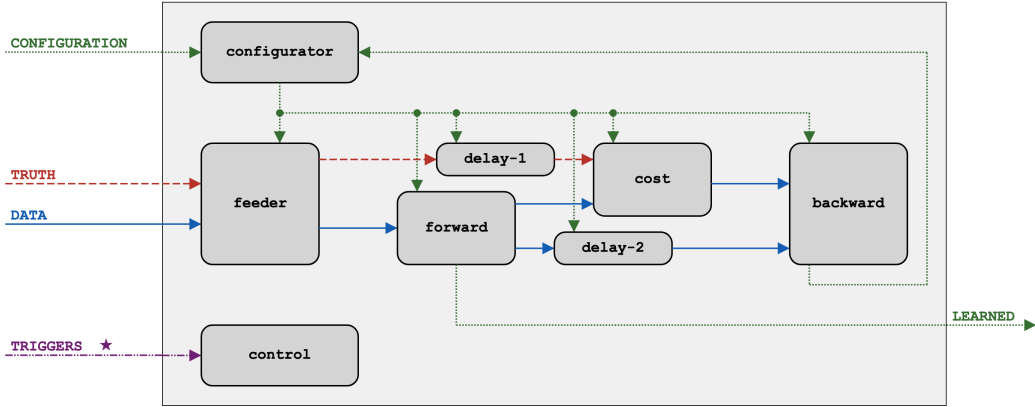 CONFIGURATION
configurator
delay-1
TRUTH
cost
feeder
backward
DATA
forward
delay-2
LEARNED
TRIGGERS
control